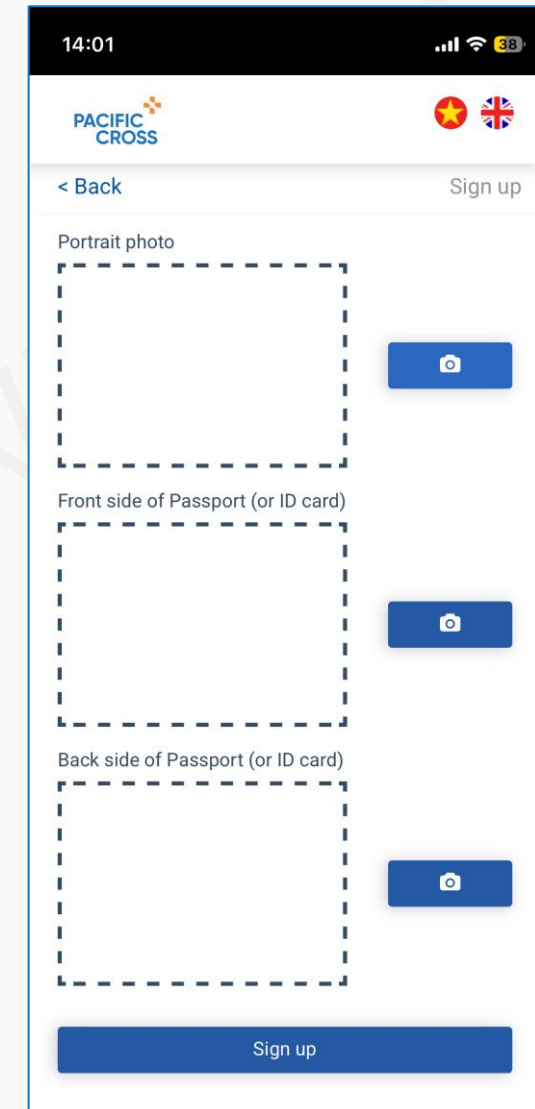 14:01
38
PACIFIC
CROSS
< Back
Sign up
Portrait photo
Front side of Passport (or ID card)
Back side of Passport (or ID card)
Sign up